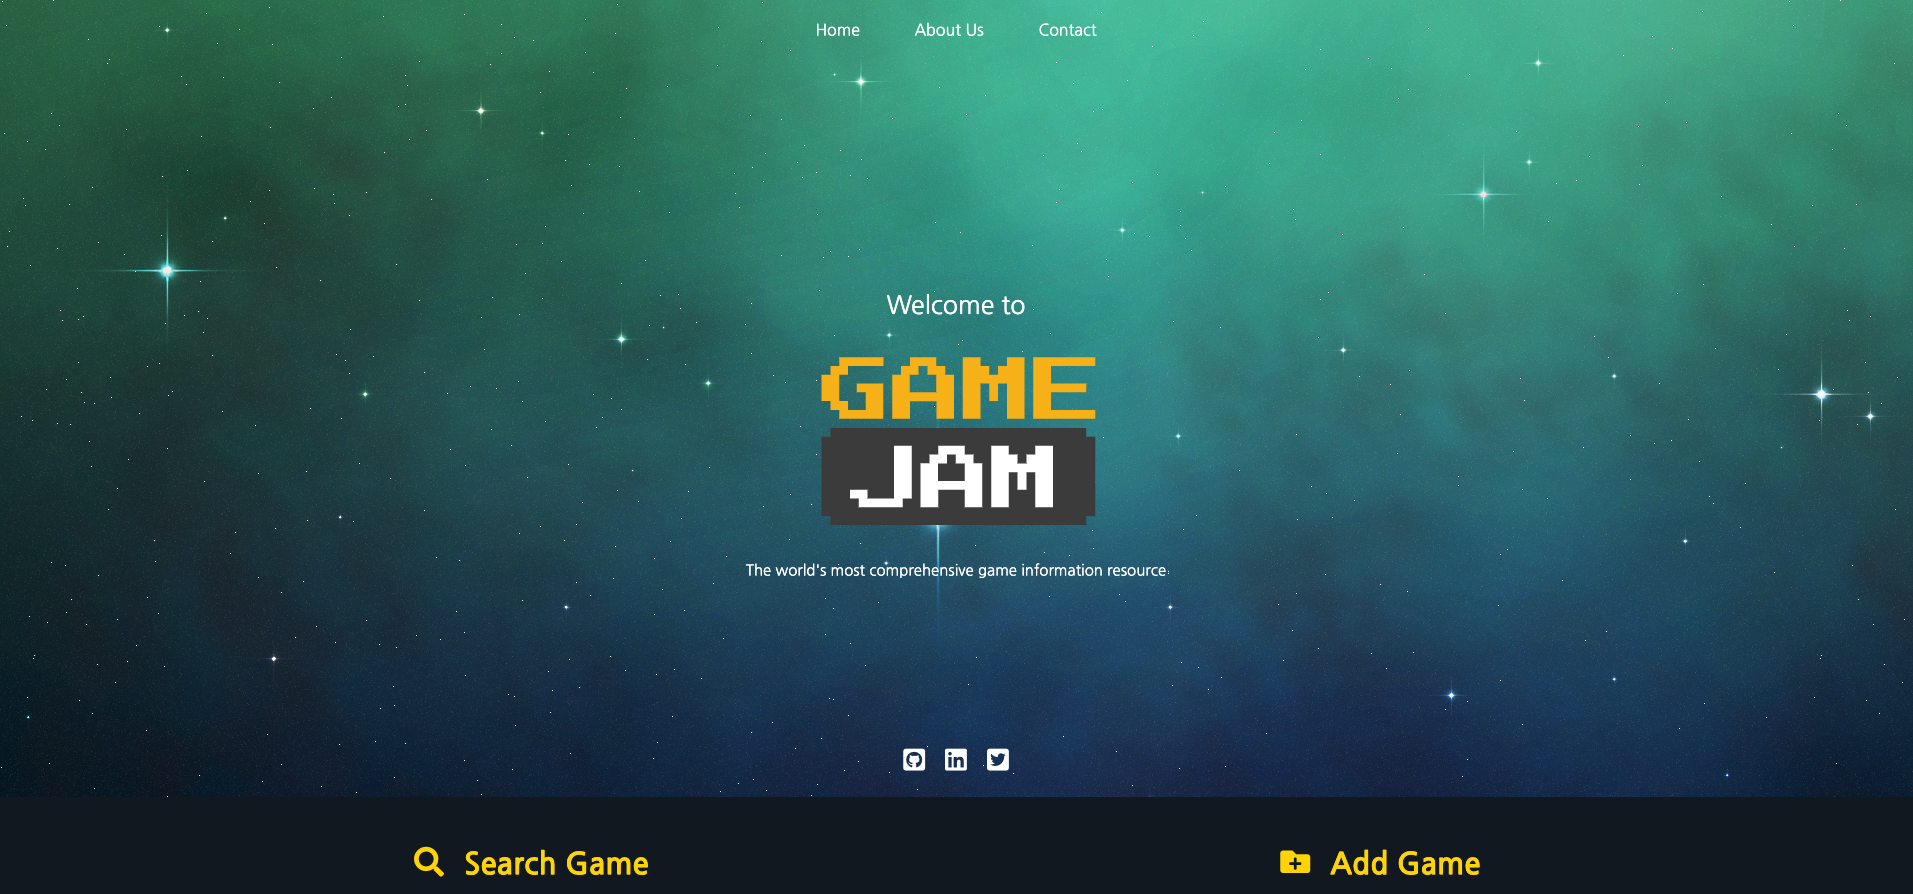 Home About Us Contact
Welcome to
GAME
JAM
The world's most comprehensive game information resource
Search Game Add Game